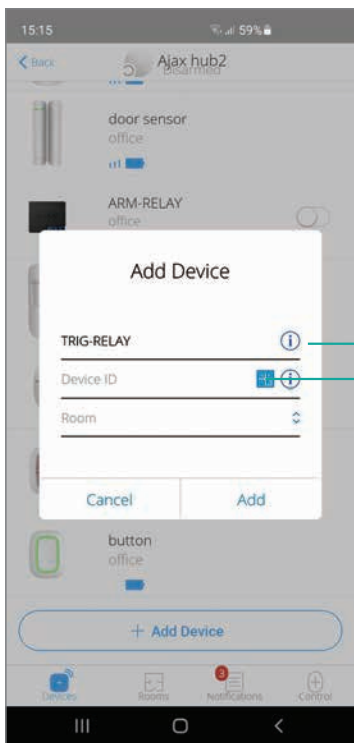 15:15 59%
Back Ajax hub2
Disarmed
door sensor
office
ARM-RELAY
office
Add Device
TRIG-RELAY
Device ID
Room
Cancel Add
button
office
+ Add Device
3
Devices Rooms Notifications Control